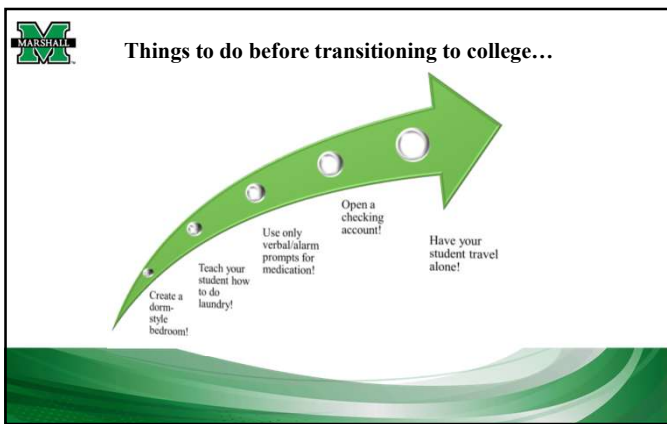 MARSHALL
Things to do before transitioning to college…
Create a
dorm-
style
bedroom!
Teach your
student how
to do
laundry!
Use only
verbal/alarm
prompts for
medication!
Open a
checking
account!
Have your
student travel
alone!